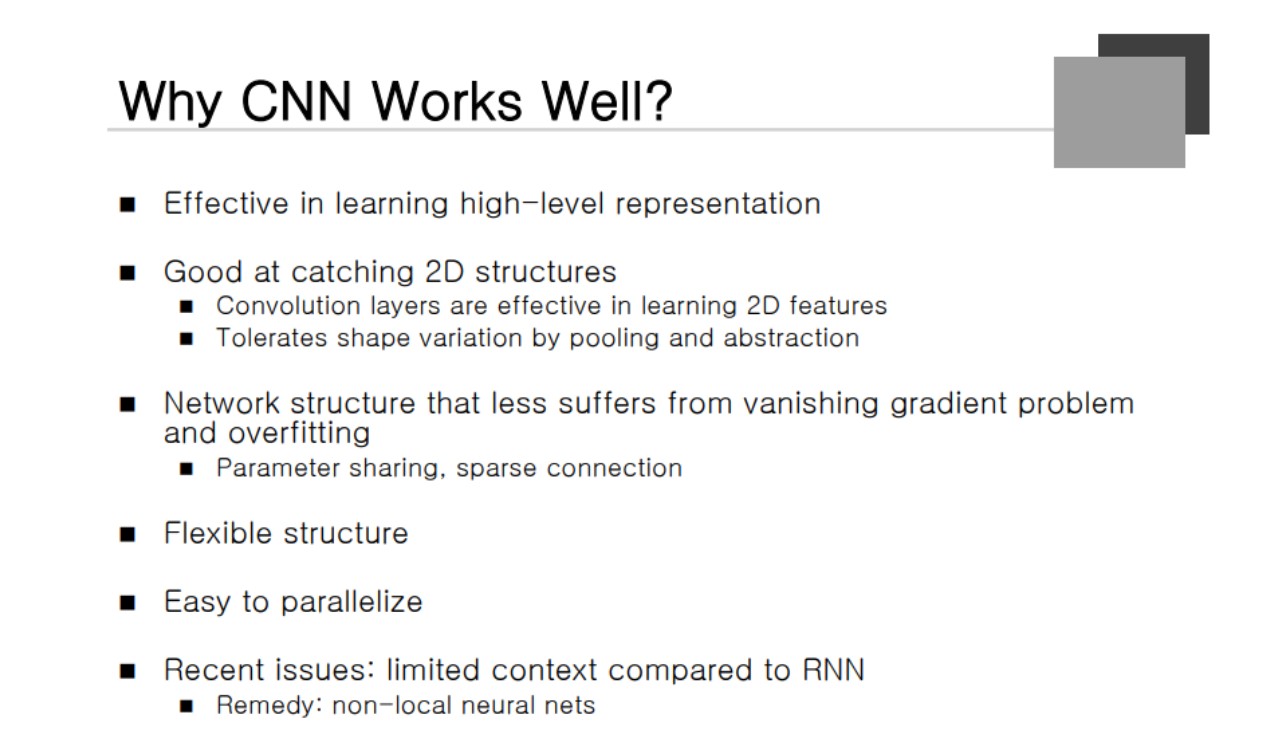 Why CNN Works Well?
Effective in learning high-level representation
Good at catching 2D structures
Convolution layers are effective in learning 2D features
Tolerates shape variation by pooling and abstraction
Network structure that less suffers from vanishing gradient problem
and overfitting
Parameter sharing, sparse connection
Flexible structure
Easy to parallelize
Recent issues: limited context compared to RNN
Remedy: non-local neural nets